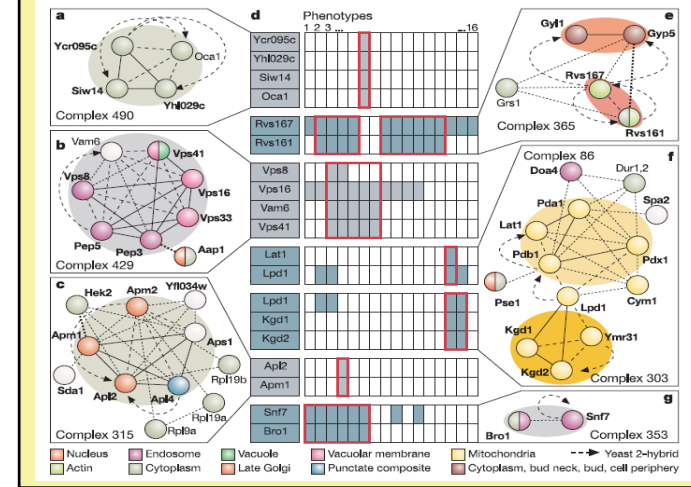 a
Ycr095c
Oca1
Siw14
Yhl029c
Complex 490
b
Vam6
Vps41
Vps8
Vps16
Vps33
Pep5
Pep3
Aap1
Complex 429
c
Hek2
Apm2
Yfl034w
Apm1
Aps1
Rpl19b
Sda1
Apl2
Apl4
Rpl19a
Rpl9a
Complex 315
d
Phenotypes
1 2 3 ... ...16
Ycr095c
Yhl029c
Siw14
Oca1
Rvs167
Rvs161
Vps8
Vps16
Vam6
Vps41
Lat1
Lpd1
Lpd1
Kgd1
Kgd2
Apl2
Apm1
Snf7
Bro1
e
Gyl1
Gyp5
Rvs167
Grs1
Rvs161
Complex 365
f
Complex 86
Doa4
Dur1,2
Pda1
Spa2
Lat1
Pdb1
Pdx1
Pse1
Cym1
Lpd1
Kgd1
Ymr31
Kgd2
Complex 303
g
Snf7
Bro1
Complex 353
Nucleus Endosome Vacuole Vacuolar membrane Mitochondria Yeast 2-hybrid
Actin Cytoplasm Late Golgi Punctate composite Cytoplasm, bud neck, bud, cell periphery